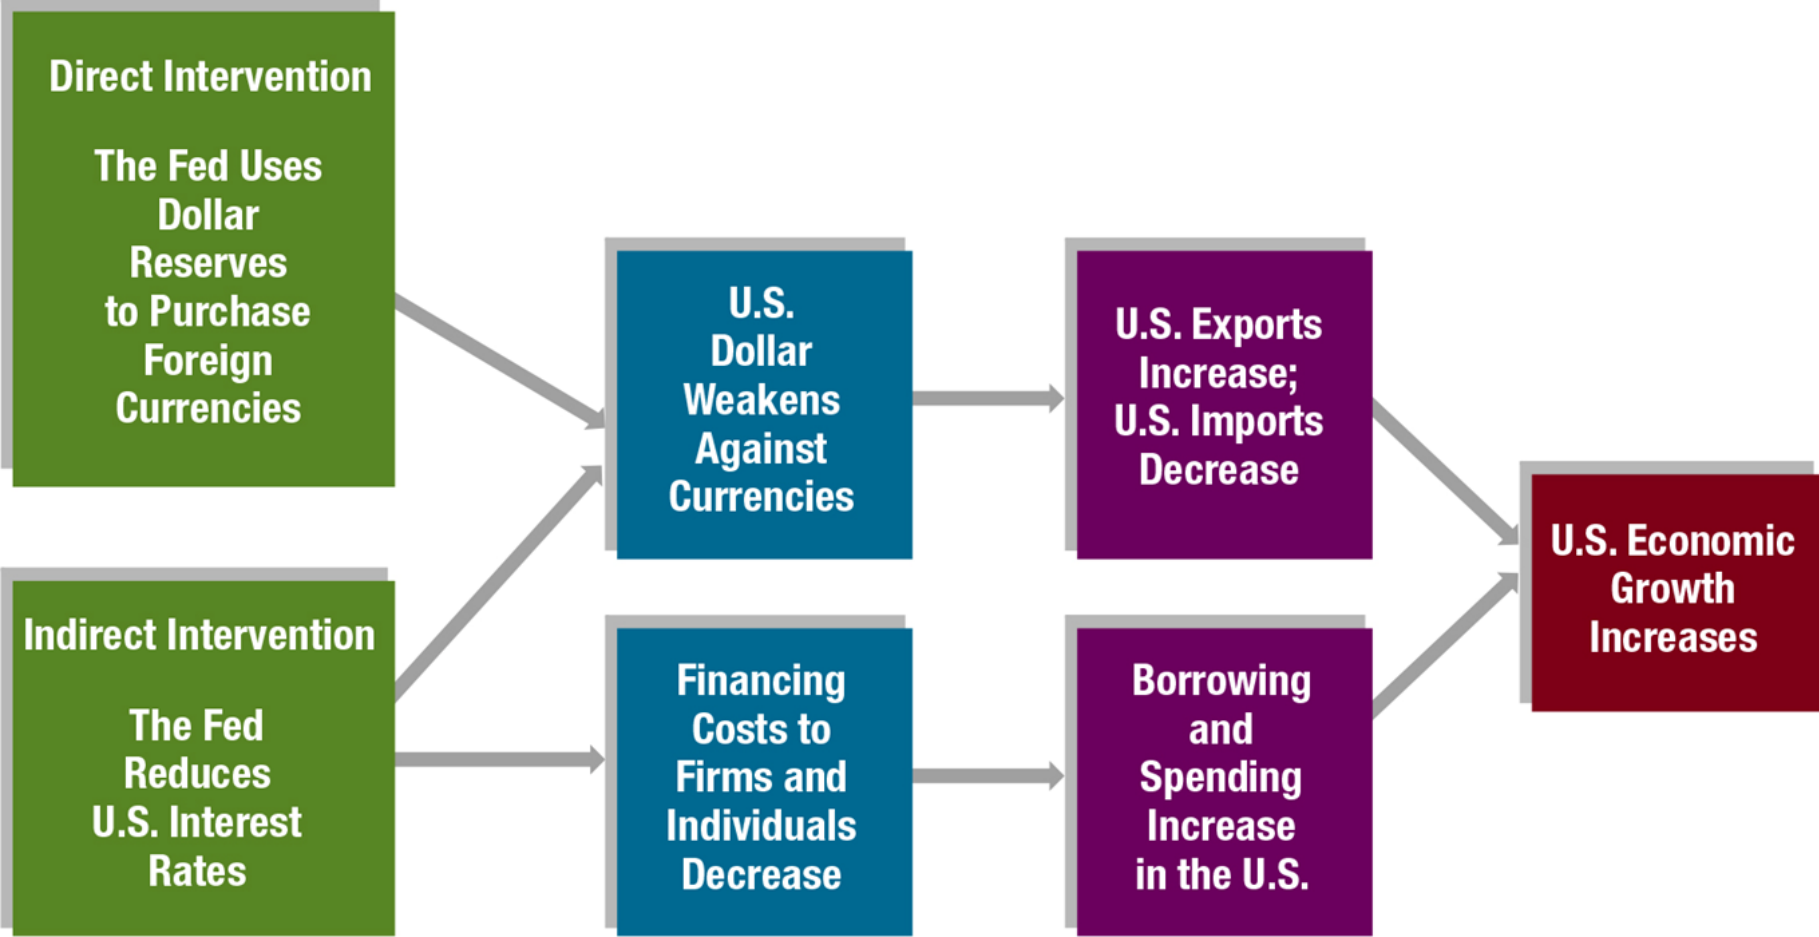 Direct Intervention
The Fed Uses
Dollar
Reserves
to Purchase
Foreign
Currencies
Indirect Intervention
The Fed
Reduces
U.S. Interest
Rates
U.S.
Dollar
Weakens
Against
Currencies
Financing
Costs to
Firms and
Individuals
Decrease
U.S. Exports
Increase;
U.S. Imports
Decrease
Borrowing
and
Spending
Increase
in the U.S.
U.S. Economic
Growth
Increases